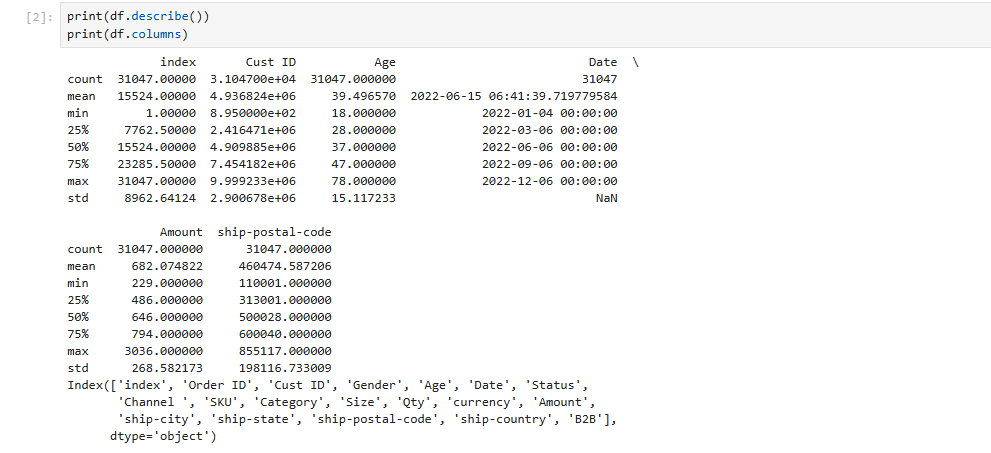 [2]: print(df.describe())
print(df.columns)
index Cust ID Age Date \
count 31047.00000 3.104700e+04 31047.000000 31047
mean 15524.00000 4.936824e+06 39.496570 2022-06-15 06:41:39.719779584
min 1.00000 8.950000e+02 18.000000 2022-01-04 00:00:00
25% 7762.50000 2.416471e+06 28.000000 2022-03-06 00:00:00
50% 15524.00000 4.909885e+06 37.000000 2022-06-06 00:00:00
75% 23285.50000 7.454182e+06 47.000000 2022-09-06 00:00:00
max 31047.00000 9.999233e+06 78.000000 2022-12-06 00:00:00
std 8962.64124 2.900678e+06 15.117233 NaN
Amount ship-postal-code
count 31047.000000 31047.000000
mean 682.074822 460474.587206
min 229.000000 110001.000000
25% 486.000000 313001.000000
50% 646.000000 500028.000000
75% 794.000000 600040.000000
max 3036.000000 855117.000000
std 268.582173 198116.733009
Index(['index', 'Order ID', 'Cust ID', 'Gender', 'Age', 'Date', 'Status',
'Channel ', 'SKU', 'Category', 'Size', 'Qty', 'currency', 'Amount',
'ship-city', 'ship-state', 'ship-postal-code', 'ship-country', 'B2B'],
dtype='object')